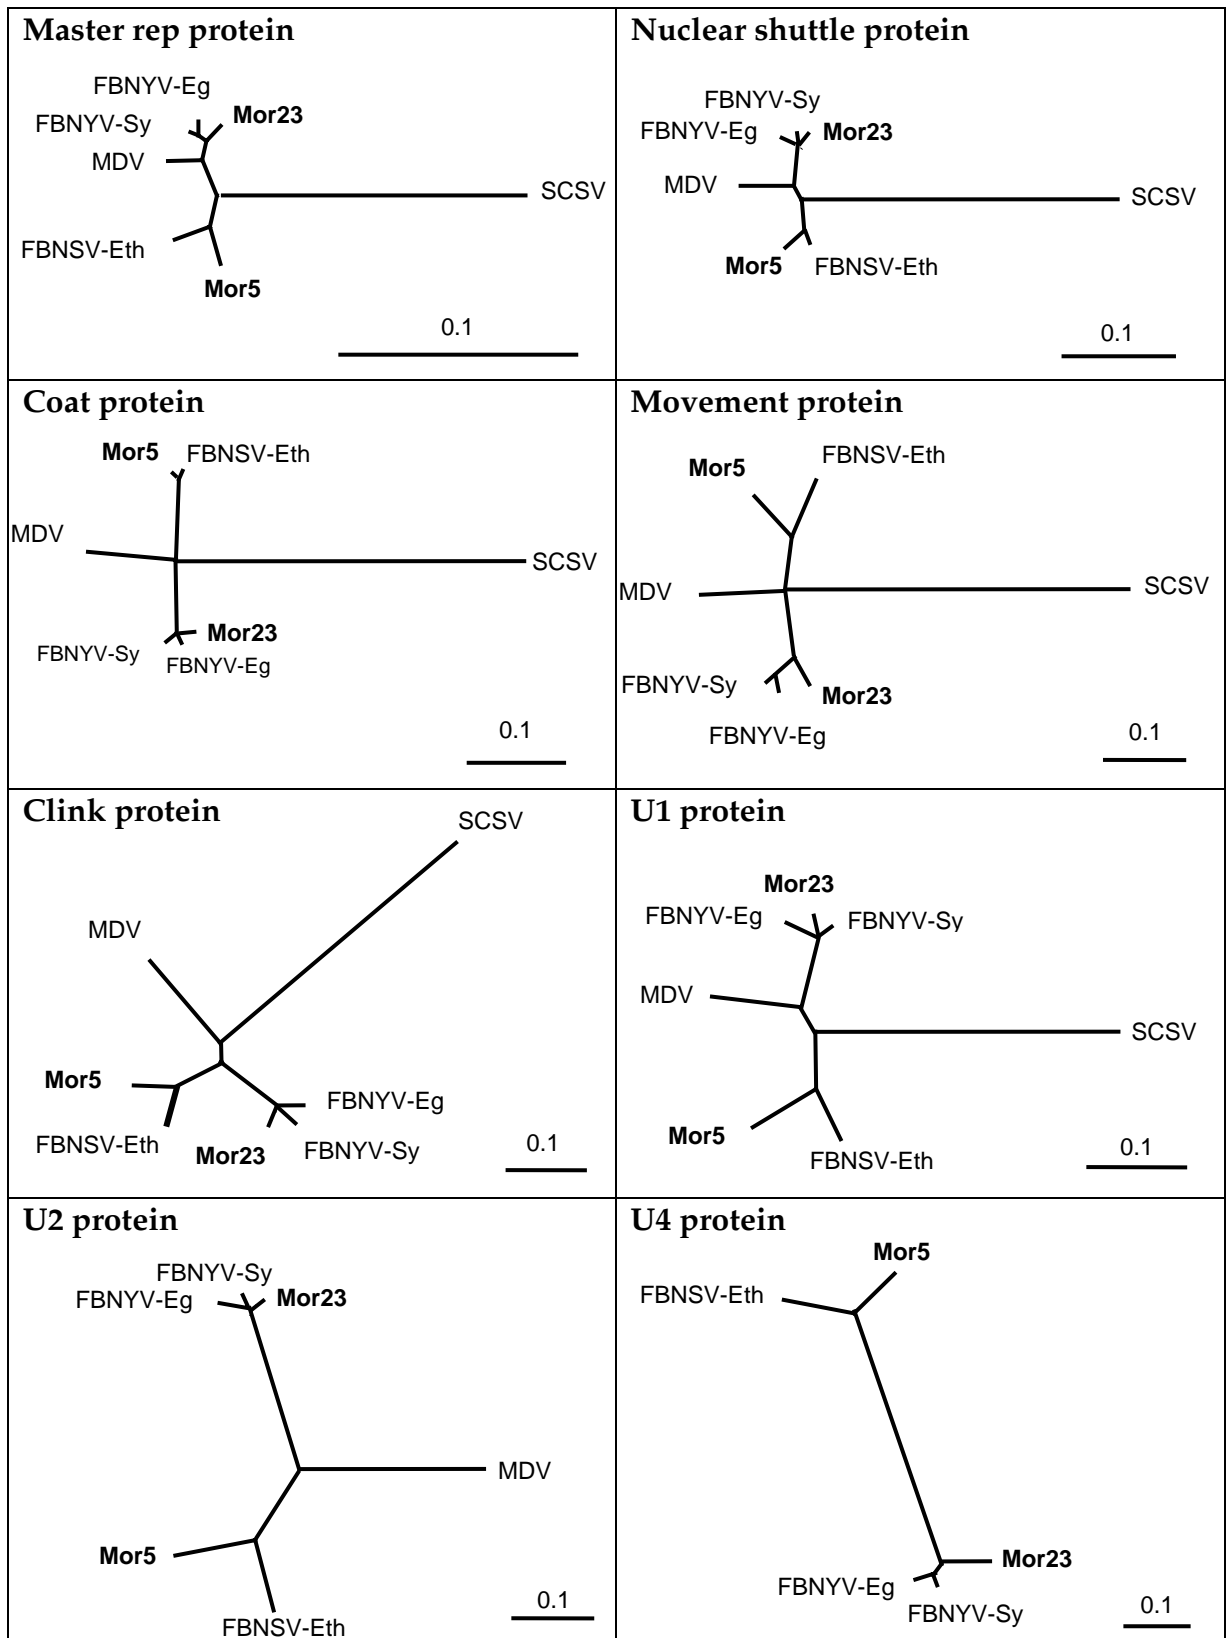 Master rep protein
FBNYV-Eg
Mor23
FBNYV-Sy
MDV
SCSV
FBNSV-Eth
Mor5
0.1
Nuclear shuttle protein
FBNYV-Sy
FBNYV-Eg
Mor23
MDV
SCSV
Mor5
FBNSV-Eth
0.1
Coat protein
Mor5
FBNSV-Eth
MDV
SCSV
Mor23
FBNYV-Sy
FBNYV-Eg
0.1
Movement protein
FBNSV-Eth
Mor5
MDV
SCSV
FBNYV-Sy
Mor23
FBNYV-Eg
0.1
Clink protein
SCSV
MDV
Mor5
FBNYV-Eg
FBNSV-Eth
Mor23
FBNYV-Sy
0.1
U1 protein
Mor23
FBNYV-Eg
FBNYV-Sy
MDV
SCSV
Mor5
FBNSV-Eth
0.1
U2 protein
FBNYV-Sy
FBNYV-Eg
Mor23
MDV
Mor5
FBNSV-Eth
0.1
U4 protein
Mor5
FBNSV-Eth
Mor23
FBNYV-Eg
FBNYV-Sy
0.1